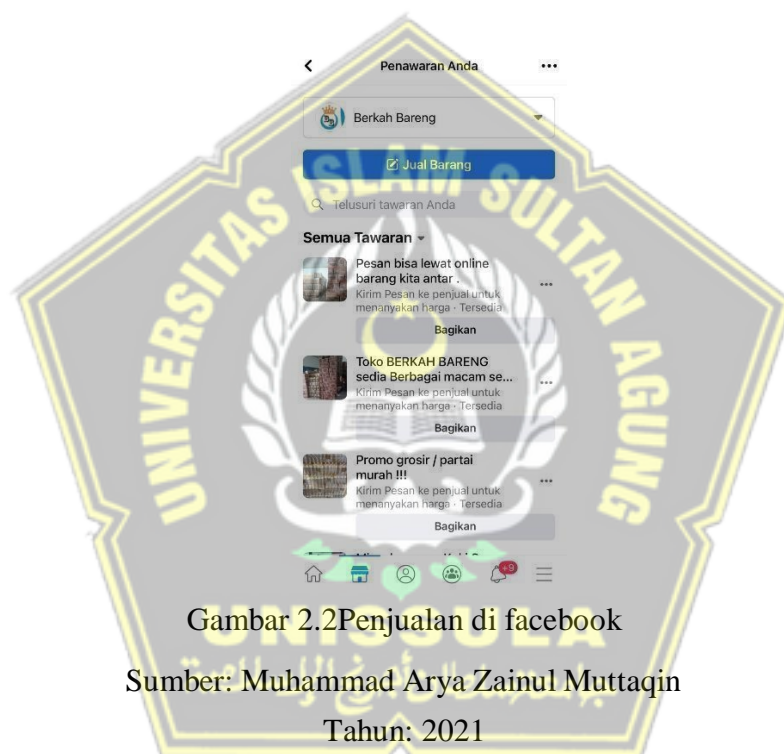 Penawaran Anda
Berkah Bareng
Jual Barang
Telusuri tawaran Anda
Semua Tawaran
Pesan bisa lewat online
barang kita antar .
Kirim Pesan ke penjual untuk
menanyakan harga · Tersedia
Bagikan
Toko BERKAH BARENG
sedia Berbagai macam se...
Kirim Pesan ke penjual untuk
menanyakan harga · Tersedia
Bagikan
Promo grosir / partai
murah !!!
Kirim Pesan ke penjual untuk
menanyakan harga · Tersedia
Bagikan
+9
UNIVERSITAS ISLAM SULTAN AGUNG
Gambar 2.2Penjualan di facebook
UNISSULA
Sumber: Muhammad Arya Zainul Muttaqin
Tahun: 2021